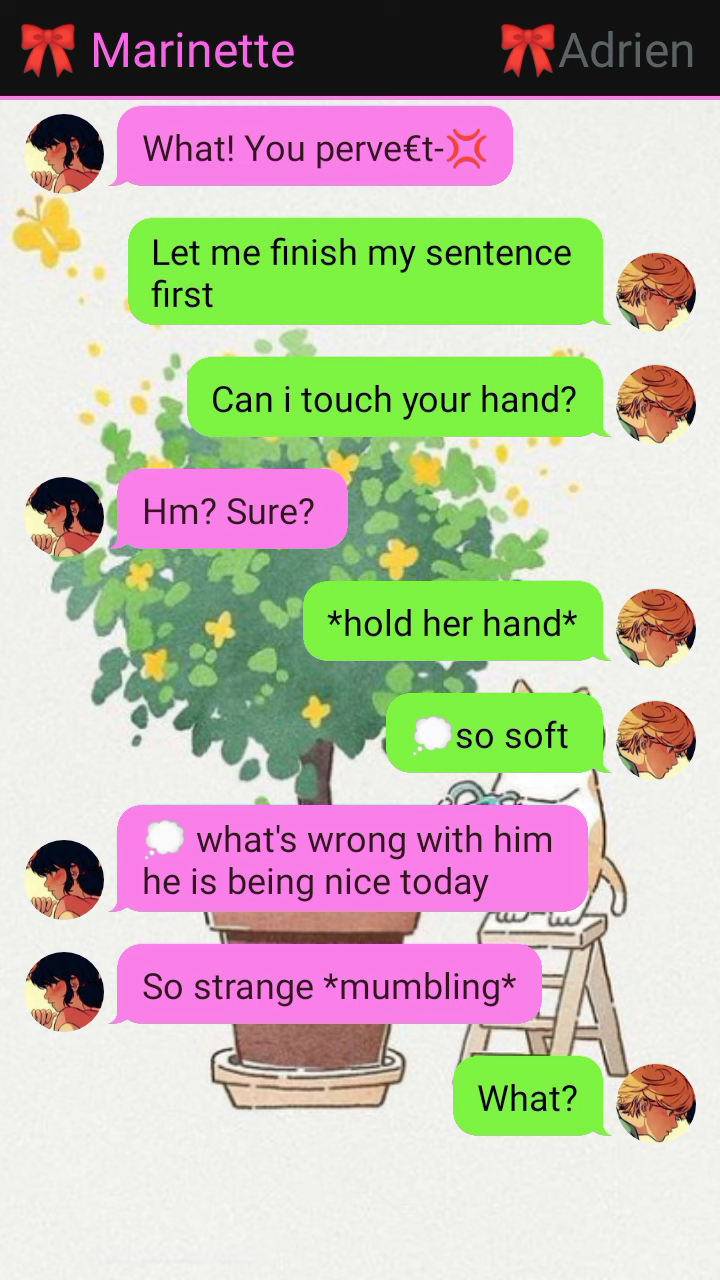 🎀 Marinette 🎀Adrien
What! You perve€t-💢
Let me finish my sentence
first
Can i touch your hand?
Hm? Sure?
*hold her hand*
💭so soft
💭 what's wrong with him
he is being nice today
So strange *mumbling*
What?